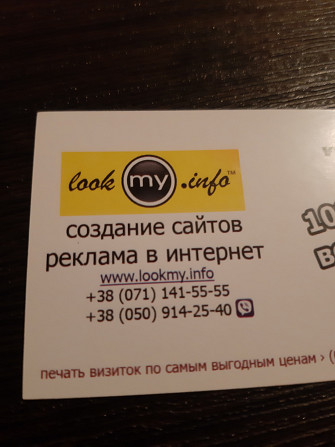 look my .info™
создание сайтов
реклама в интернет
www.lookmy.info
+38 (071) 141-55-55
+38 (050) 914-25-40
печать визиток по самым выгодным ценам › (